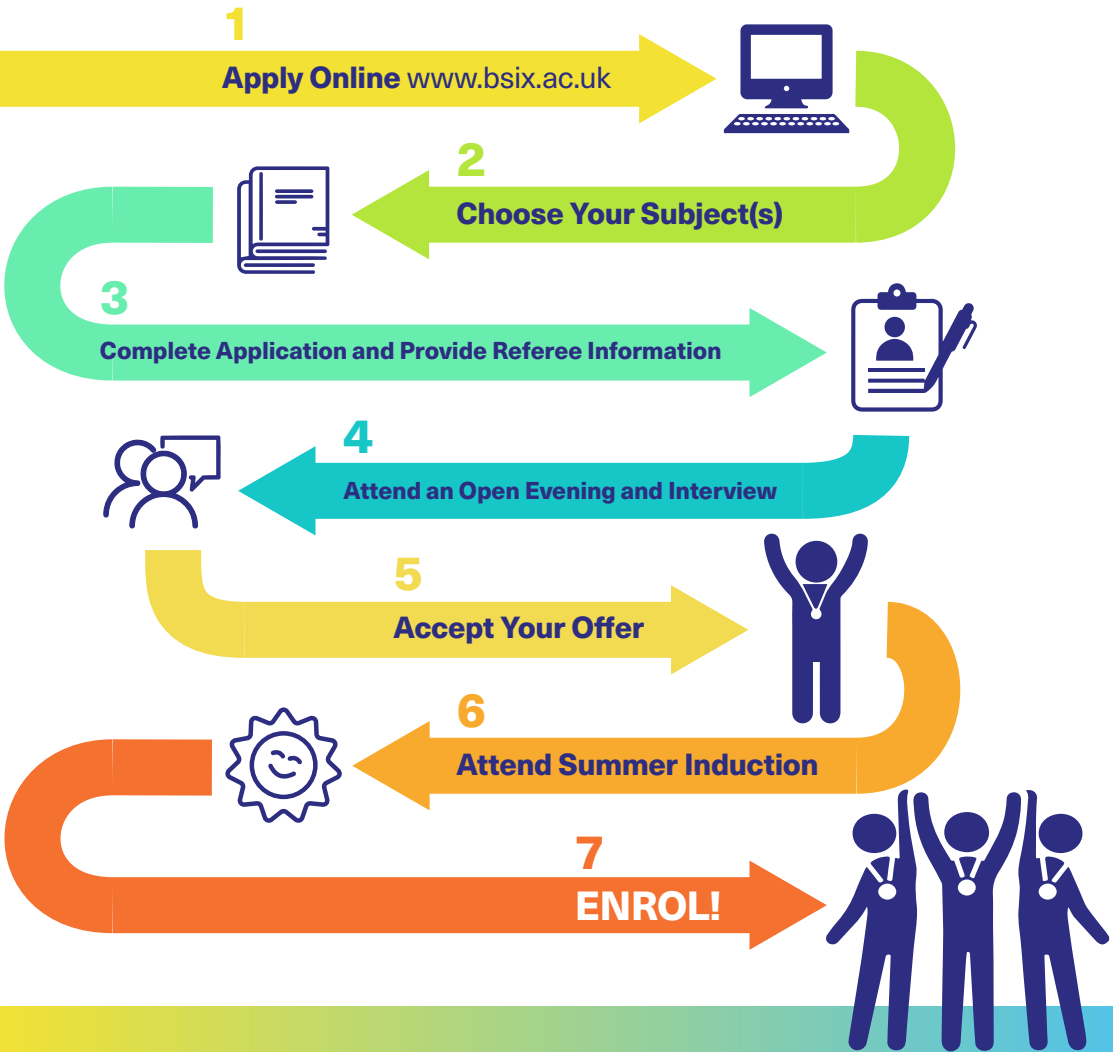 1
Apply Online www.bsix.ac.uk
2
Choose Your Subject(s)
3
Complete Application and Provide Referee Information
4
Attend an Open Evening and Interview
5
Accept Your Offer
6
Attend Summer Induction
7
ENROL!